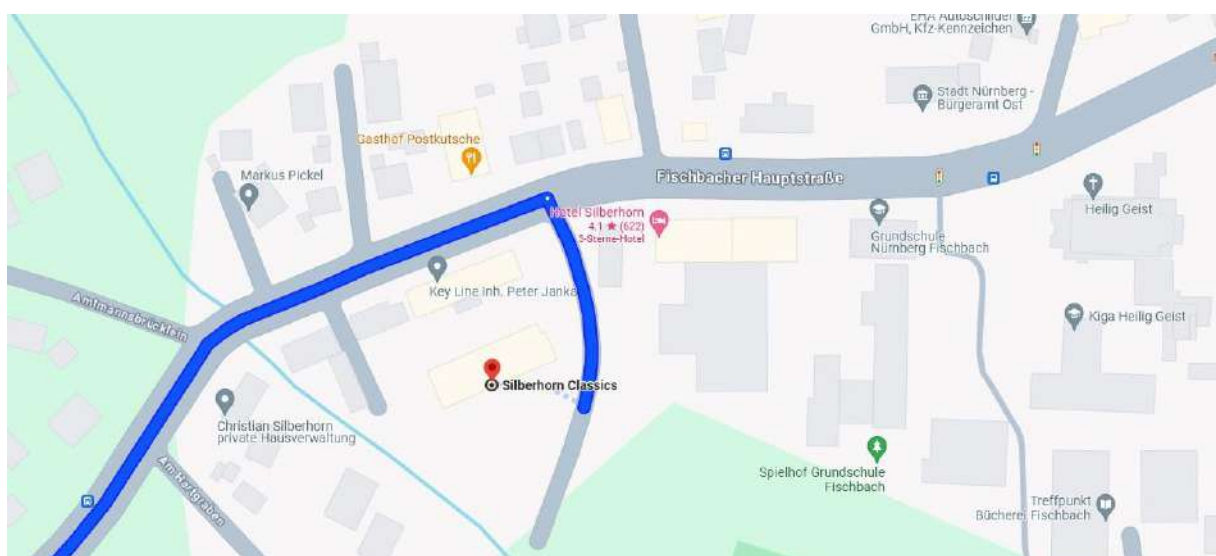 EHA Autoschilder
GmbH, Kfz-Kennzeichen
Stadt Nürnberg -
Bürgeramt Ost
Gasthof Postkutsche
Markus Pickel
Fischbacher Hauptstraße
Heilig Geist
Hotel Silberhorn
4,1 ★ (622)
3-Sterne-Hotel
Grundschule
Nürnberg Fischbach
Key Line Inh. Peter Janka
Amtmannsbrücklein
Kiga Heilig Geist
Silberhorn Classics
Christian Silberhorn
private Hausverwaltung
Am Hartgraben
Spielhof Grundschule
Fischbach
Treffpunkt
Bücherei Fischbach